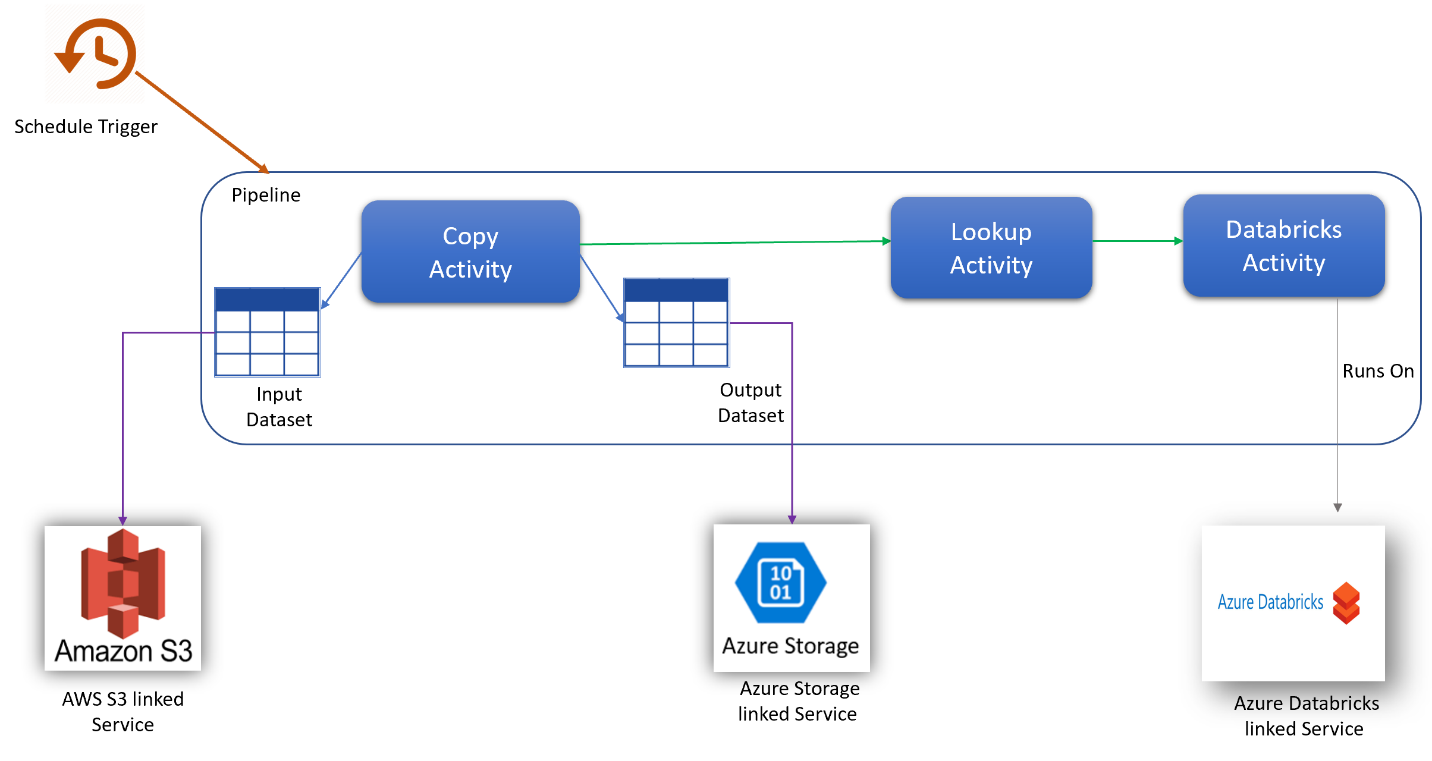 Schedule Trigger
Pipeline
Copy
Activity
Lookup
Activity
Databricks
Activity
Input
Dataset
Output
Dataset
Runs On
Amazon S3
AWS S3 linked
Service
10
01
Azure Storage
Azure Storage
linked Service
Azure Databricks
Azure Databricks
linked Service